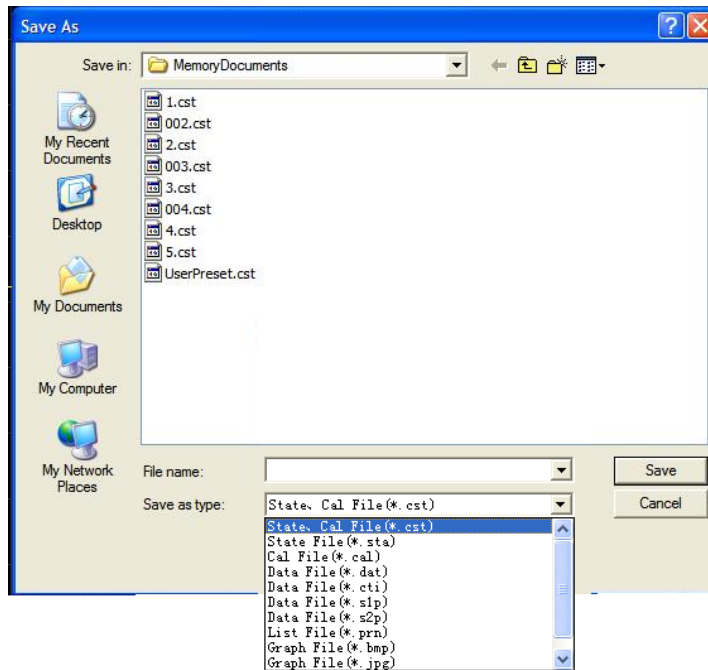 Save As
Save in: MemoryDocuments
My Recent
Documents
Desktop
My Documents
My Computer
My Network
Places
1.cst
002.cst
2.cst
003.cst
3.cst
004.cst
4.cst
5.cst
UserPreset.cst
File name:
Save
Save as type: State、Cal File(*.cst)
Cancel
State、Cal File(*.cst)
State File(*.sta)
Cal File(*.cal)
Data File(*.dat)
Data File(*.cti)
Data File(*.s1p)
Data File(*.s2p)
List File(*.prn)
Graph File(*.bmp)
Graph File(*.jpg)